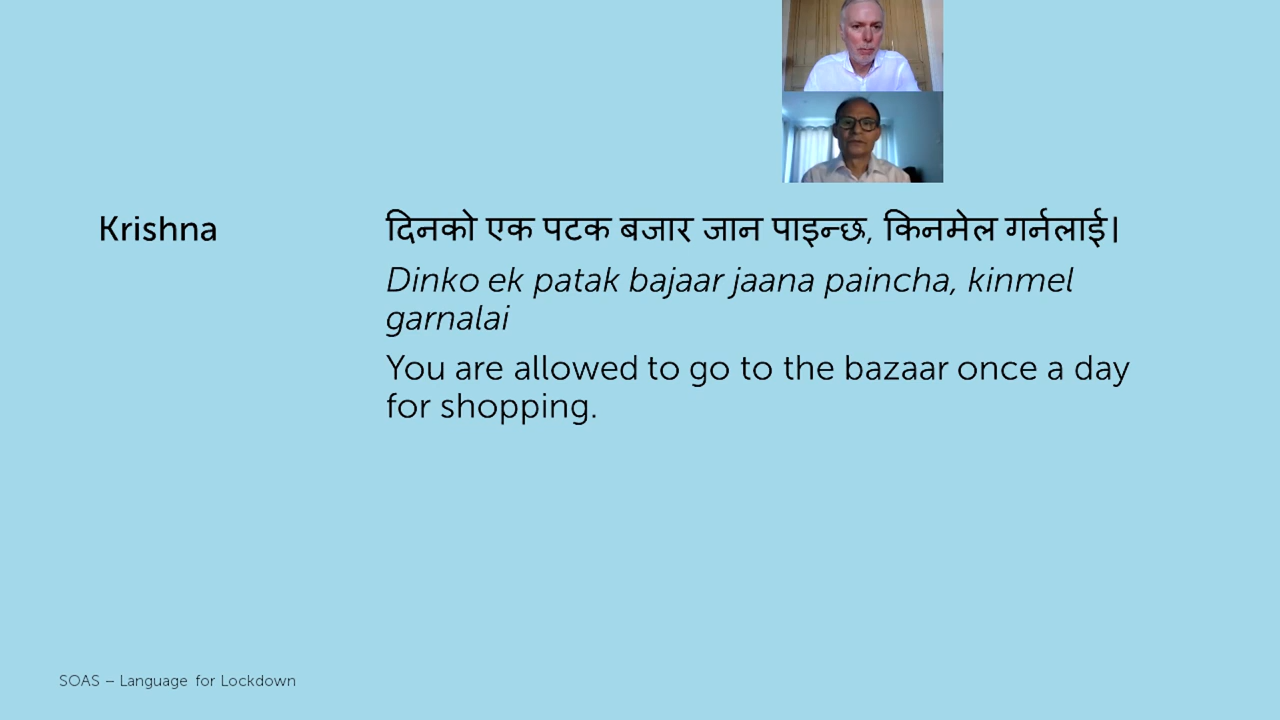 Krishna
दिनको एक पटक बजार जान पाइन्छ, किनमेल गर्नलाई।
Dinko ek patak bajaar jaana paincha, kinmel
garnalai
You are allowed to go to the bazaar once a day
for shopping.
SOAS – Language for Lockdown